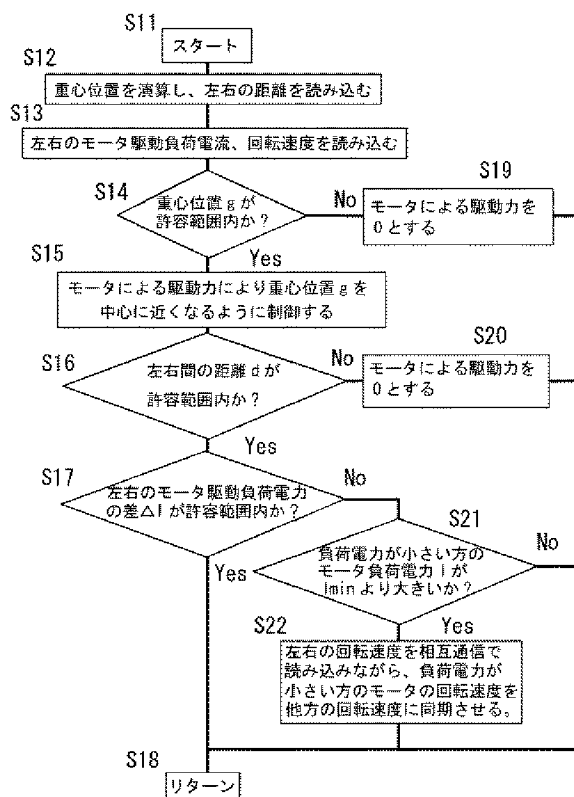 S11
スタート
S12
重心位置を演算し、左右の距離を読み込む
S13
左右のモータ駆動負荷電流、回転速度を読み込む
S14
重心位置gが
許容範囲内か?
No
S19
モータによる駆動力を
0とする
Yes
S15
モータによる駆動力により重心位置gを
中心に近くなるように制御する
S16
左右間の距離dが
許容範囲内か?
No
S20
モータによる駆動力を
0とする
Yes
S17
左右のモータ駆動負荷電力
の差△Iが許容範囲内か?
No
Yes
S21
負荷電力が小さい方の
モータ負荷電力Iが
Iminより大きいか?
No
Yes
S22
左右の回転速度を相互通信で
読み込みながら、負荷電力が
小さい方のモータの回転速度を
他方の回転速度に同期させる。
S18
リターン